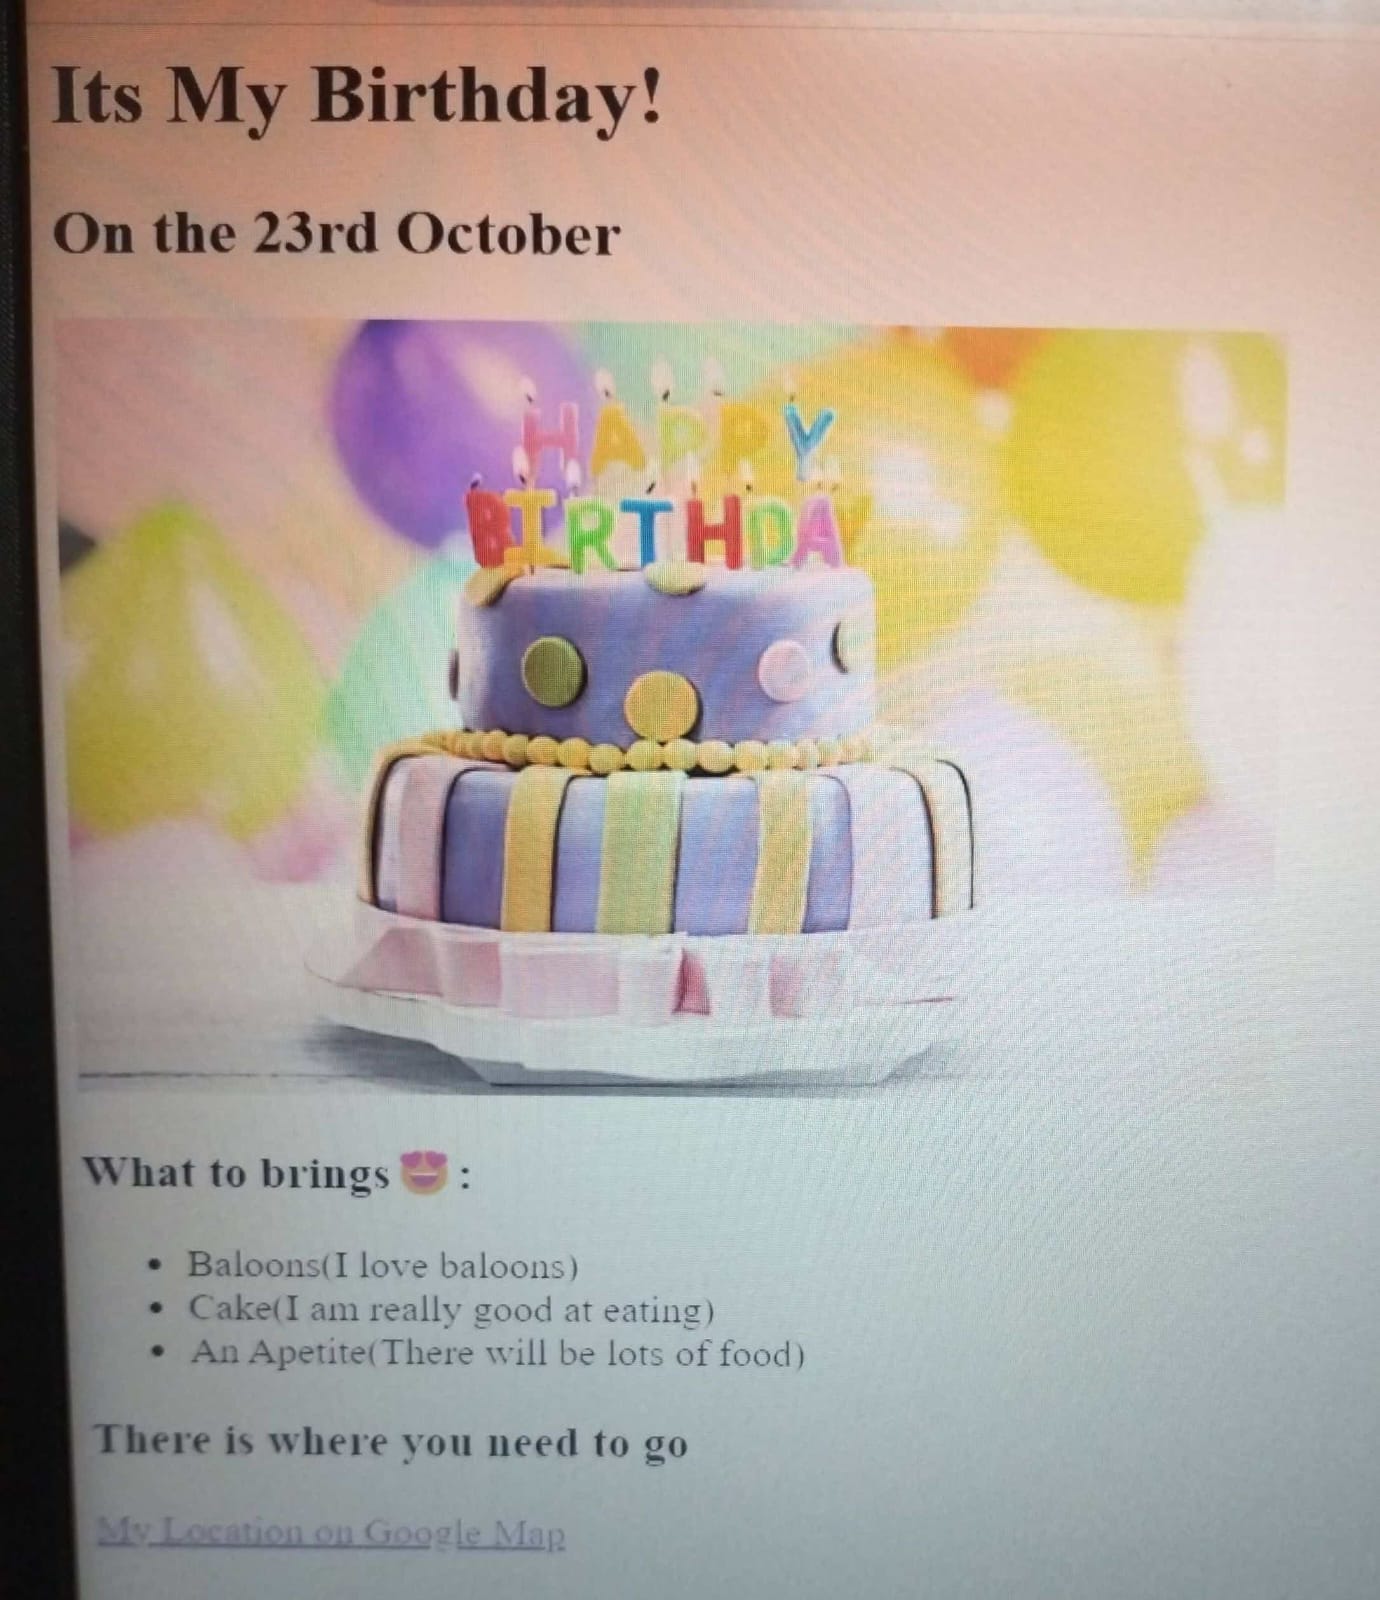 Its My Birthday!
On the 23rd October
HAPPY
BIRTHDAY
What to brings😍:
Baloons(I love baloons)
Cake(I am really good at eating)
An Apetite(There will be lots of food)
There is where you need to go
My Location on Google Map